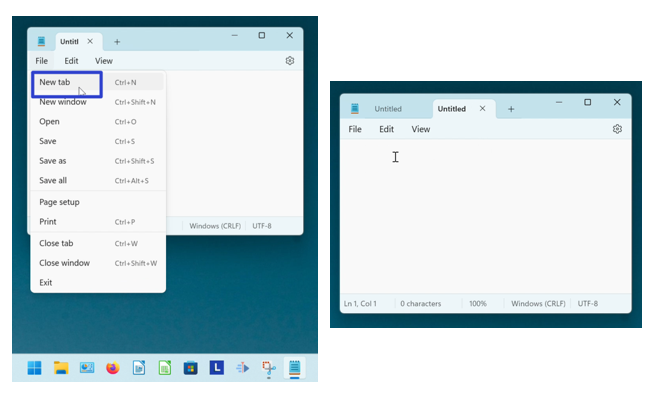 Untitl
File Edit View
New tab Ctrl+N
New window Ctrl+Shift+N
Open Ctrl+O
Save Ctrl+S
Save as Ctrl+Shift+S
Save all Ctrl+Alt+S
Page setup
Print Ctrl+P
Windows (CRLF) UTF-8
Close tab Ctrl+W
Close window Ctrl+Shift+W
Exit
L
Untitled Untitled
File Edit View
Ln 1, Col 1 0 characters 100% Windows (CRLF) UTF-8